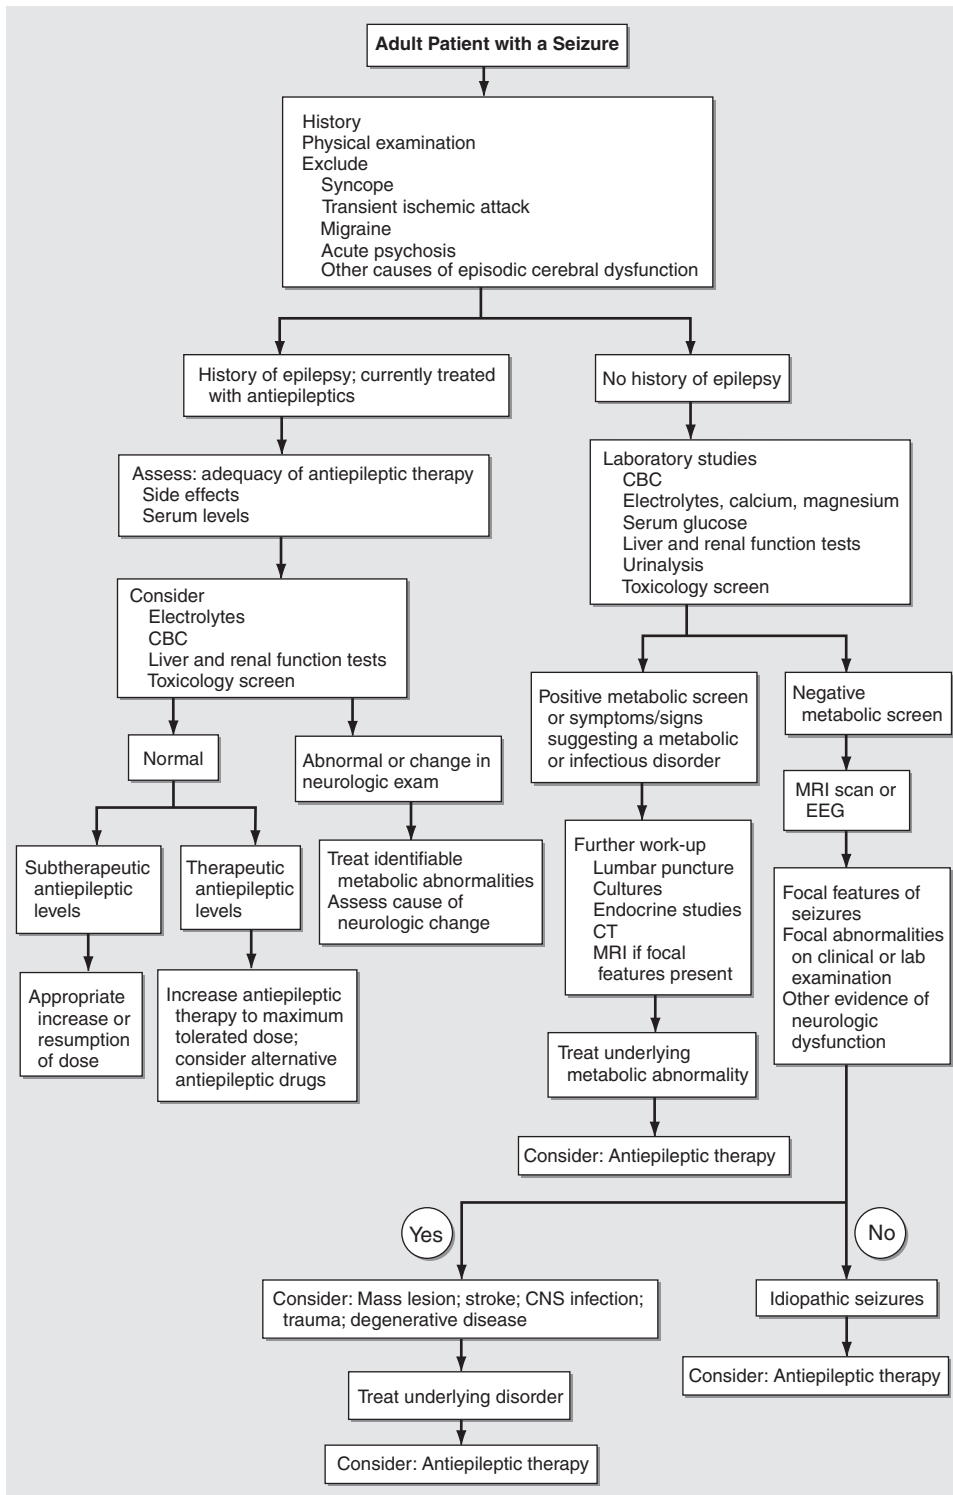 Adult Patient with a Seizure
History
Physical examination
Exclude
Syncope
Transient ischemic attack
Migraine
Acute psychosis
Other causes of episodic cerebral dysfunction
History of epilepsy; currently treated
with antiepileptics
No history of epilepsy
Assess: adequacy of antiepileptic therapy
Side effects
Serum levels
Laboratory studies
CBC
Electrolytes, calcium, magnesium
Serum glucose
Liver and renal function tests
Urinalysis
Toxicology screen
Consider
Electrolytes
CBC
Liver and renal function tests
Toxicology screen
Positive metabolic screen
or symptoms/signs
suggesting a metabolic
or infectious disorder
Negative
metabolic screen
Normal
Abnormal or change in
neurologic exam
MRI scan or
EEG
Subtherapeutic
antiepileptic
levels
Therapeutic
antiepileptic
levels
Treat identifiable
metabolic abnormalities
Assess cause of
neurologic change
Further work-up
Lumbar puncture
Cultures
Endocrine studies
CT
MRI if focal
features present
Focal features of
seizures
Focal abnormalities
on clinical or lab
examination
Other evidence of
neurologic
dysfunction
Appropriate
increase or
resumption
of dose
Increase antiepileptic
therapy to maximum
tolerated dose;
consider alternative
antiepileptic drugs
Treat underlying
metabolic abnormality
Consider: Antiepileptic therapy
Yes
No
Consider: Mass lesion; stroke; CNS infection;
trauma; degenerative disease
Idiopathic seizures
Treat underlying disorder
Consider: Antiepileptic therapy
Consider: Antiepileptic therapy